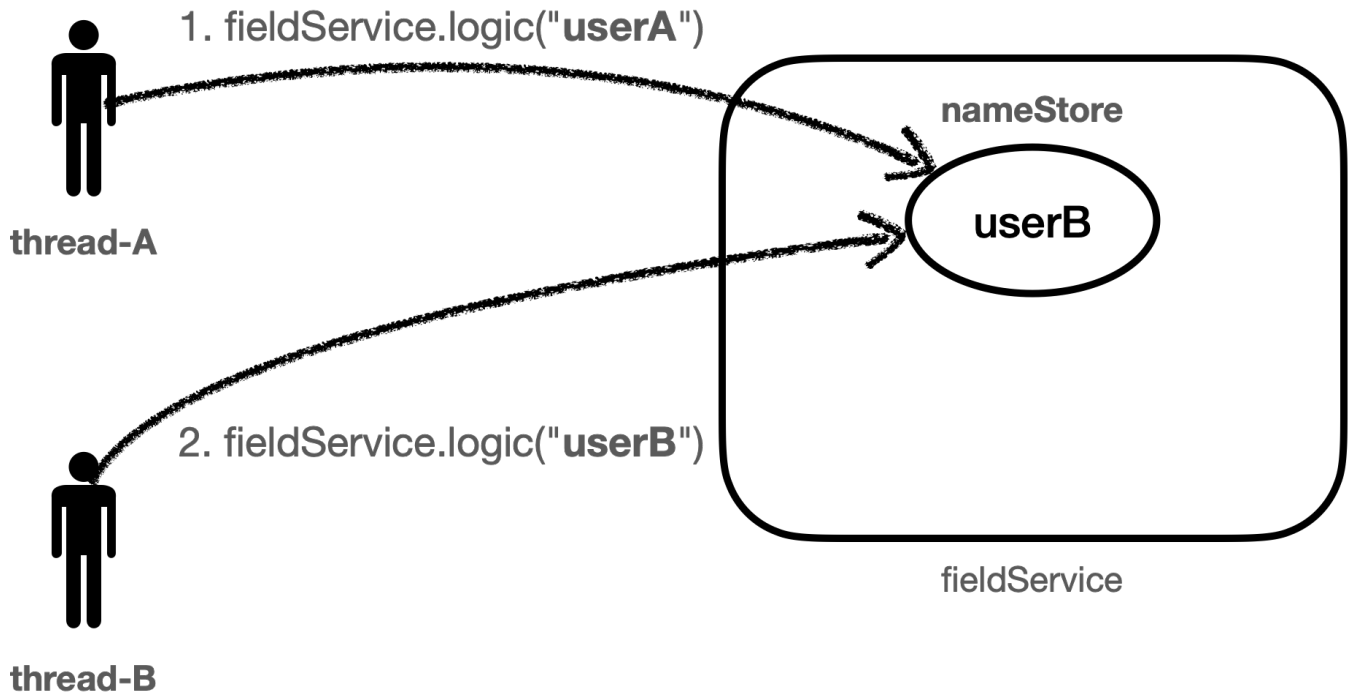 1. fieldService.logic("userA")
nameStore
userB
thread-A
2. fieldService.logic("userB")
fieldService
thread-B